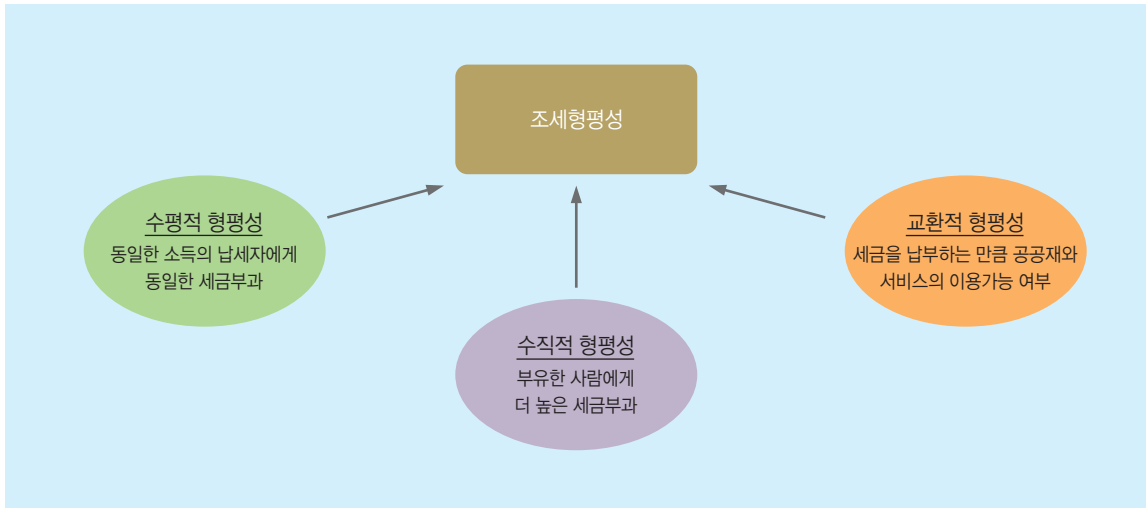 조세형평성
수평적 형평성
동일한 소득의 납세자에게
동일한 세금부과
수직적 형평성
부유한 사람에게
더 높은 세금부과
교환적 형평성
세금을 납부하는 만큼 공공재와
서비스의 이용가능 여부